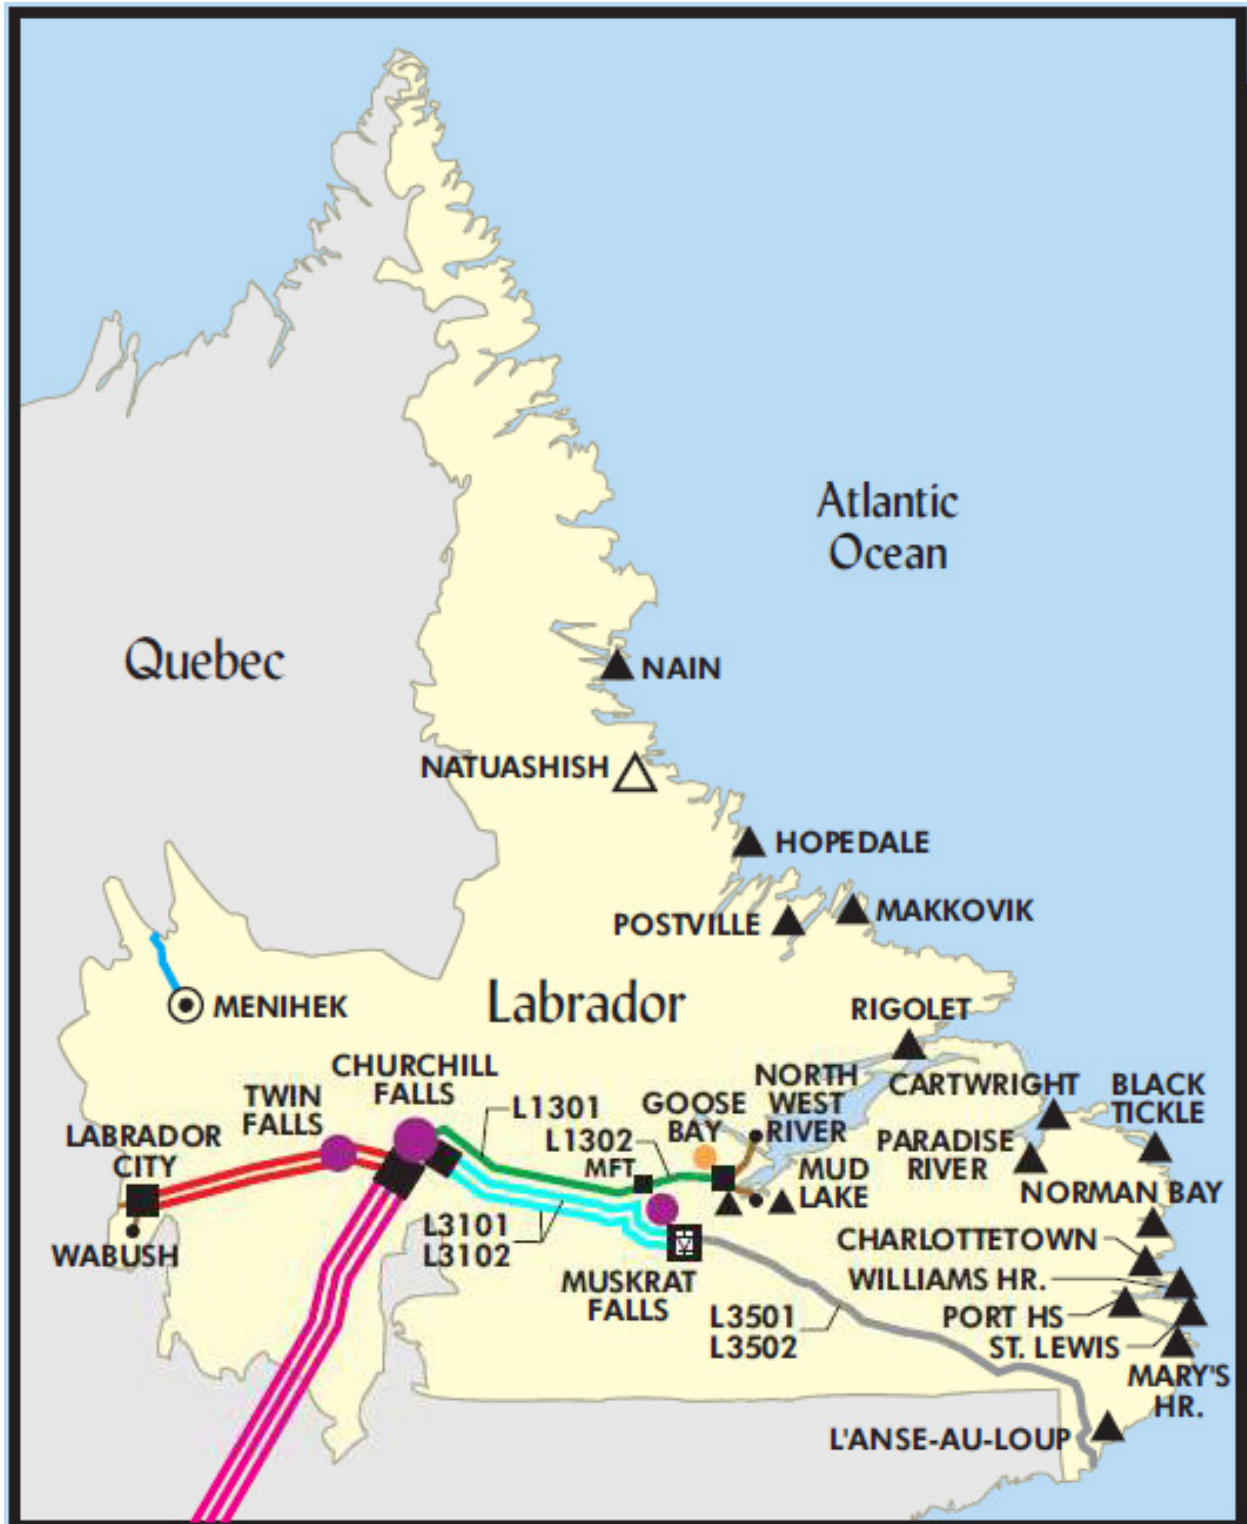 Atlantic
Ocean
Quebec
NAIN
NATUASHISH
HOPEDALE
POSTVILLE
MAKKOVIK
MENIHEK
Labrador
RIGOLET
CHURCHILL
FALLS
TWIN
FALLS
LABRADOR
CITY
WABUSH
L1301
L1302
MFT
GOOSE
BAY
NORTH
WEST
RIVER
MUD
LAKE
CARTWRIGHT
BLACK
TICKLE
PARADISE
RIVER
NORMAN BAY
L3101
L3102
MUSKRAT
FALLS
L3501
L3502
CHARLOTTETOWN
WILLIAMS HR.
PORT HS
ST. LEWIS
MARY'S
HR.
L'ANSE-AU-LOUP